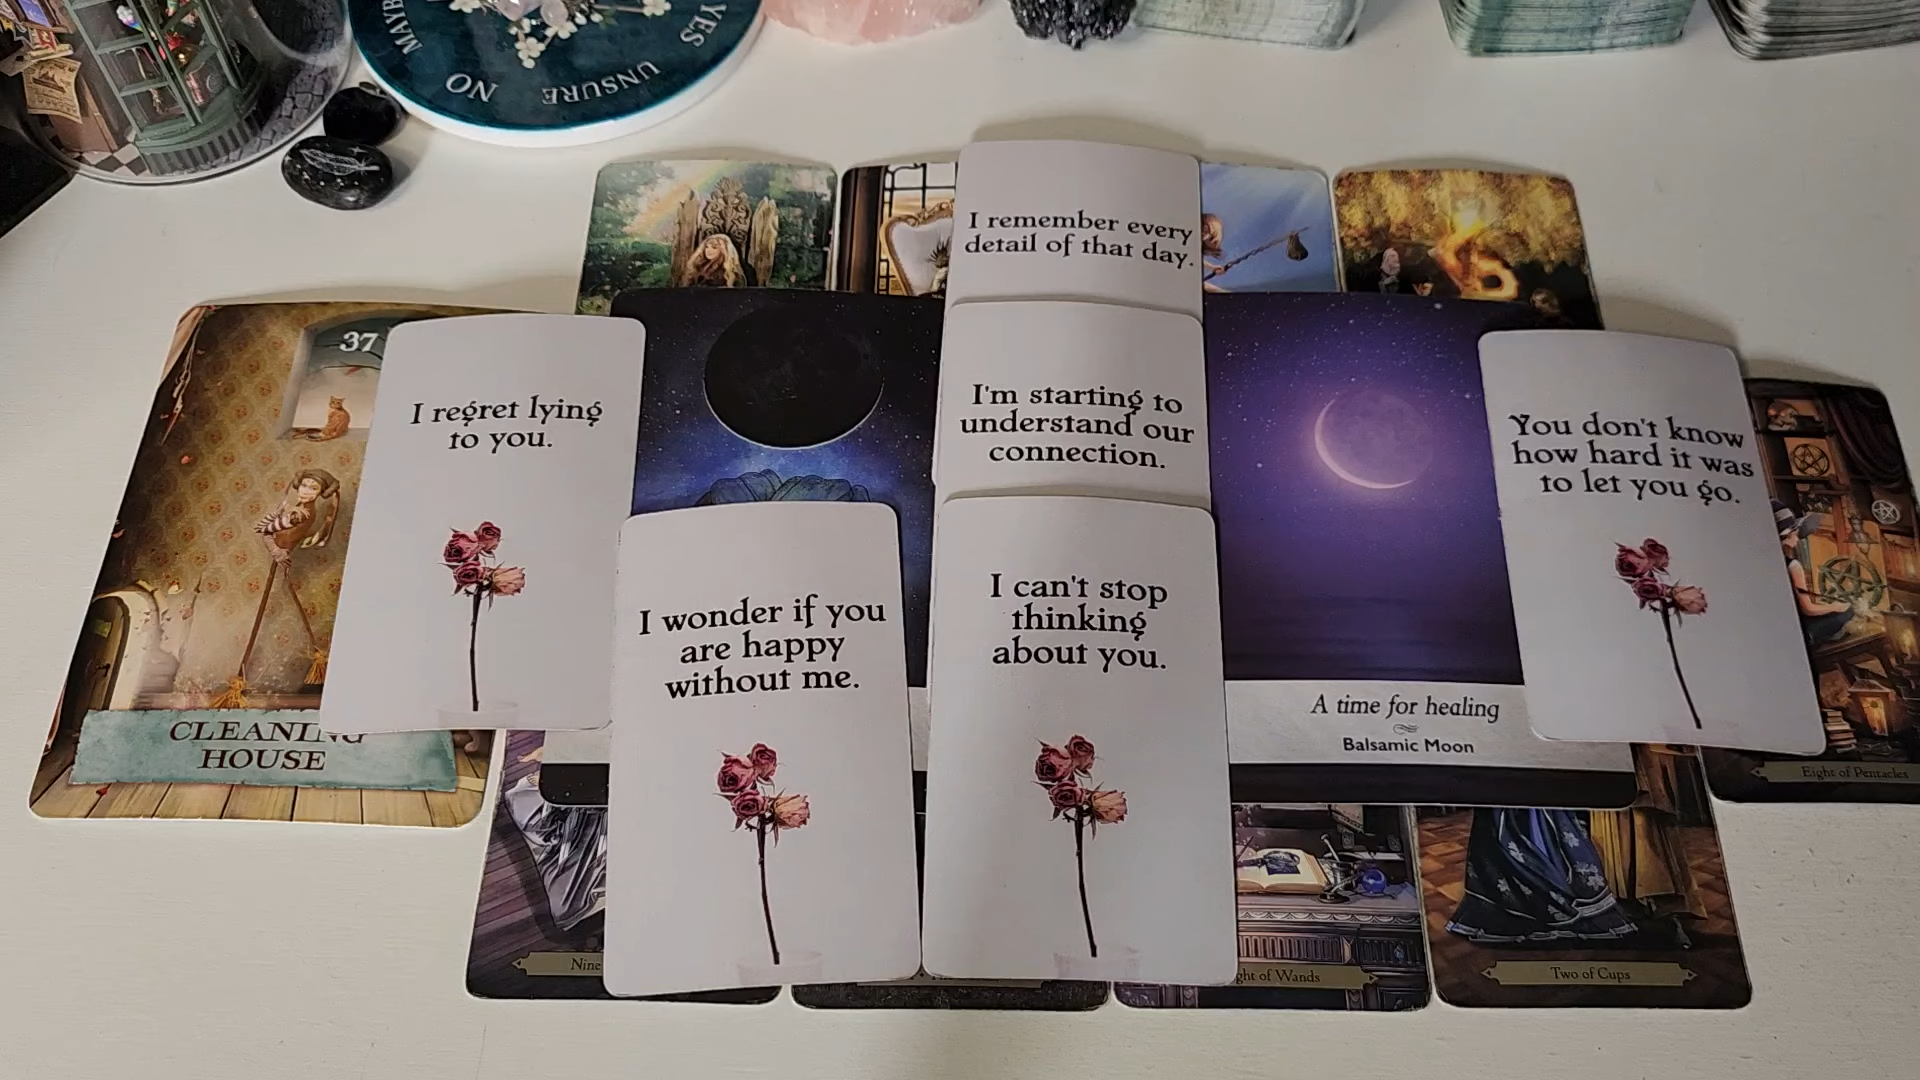 YES
UNSURE
NO
I remember every
detail of that day.
37
I regret lying
to you.
I'm starting to
understand our
connection.
You don't know
how hard it was
to let you go.
I wonder if you
are happy
without me.
I can't stop
thinking
about you.
CLEANING
HOUSE
A time for healing
Balsamic Moon
Eight of Pentacles
Nine
of Wands
Two of Cups